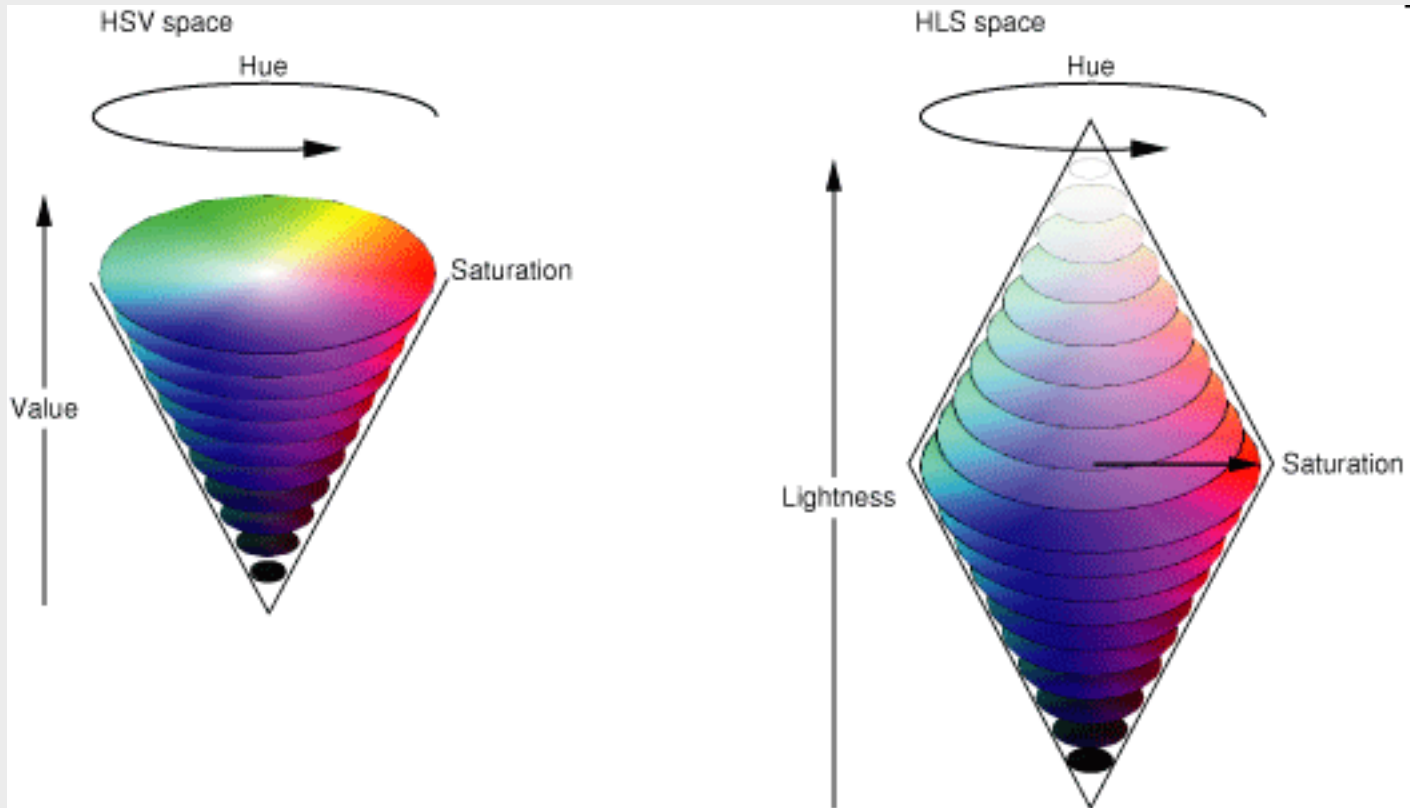 HSV space
Hue
Saturation
Value
HLS space
Hue
Saturation
Lightness